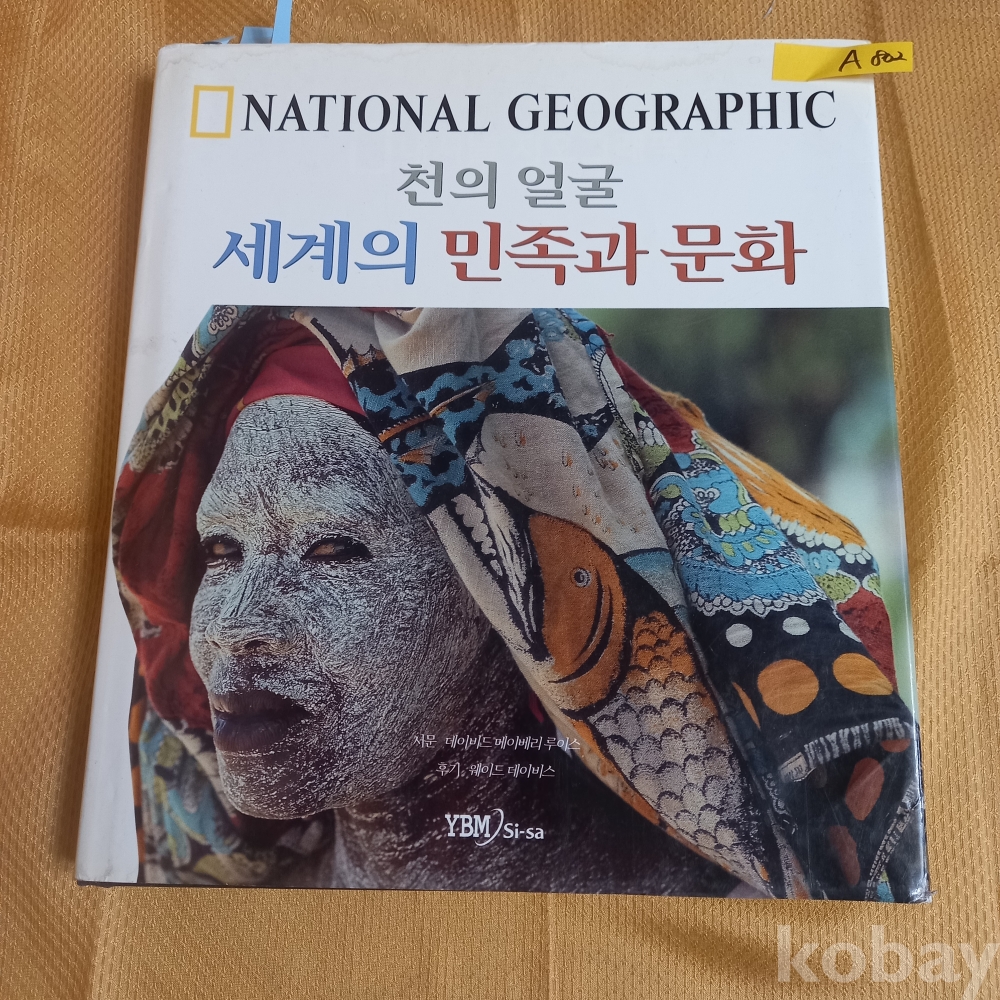 A 802
NATIONAL GEOGRAPHIC
천의 얼굴
세계의 민족과 문화
서문 데이비드 메이베리 루이스
후기 웨이드 데이비스
YBM Si-sa
kobay